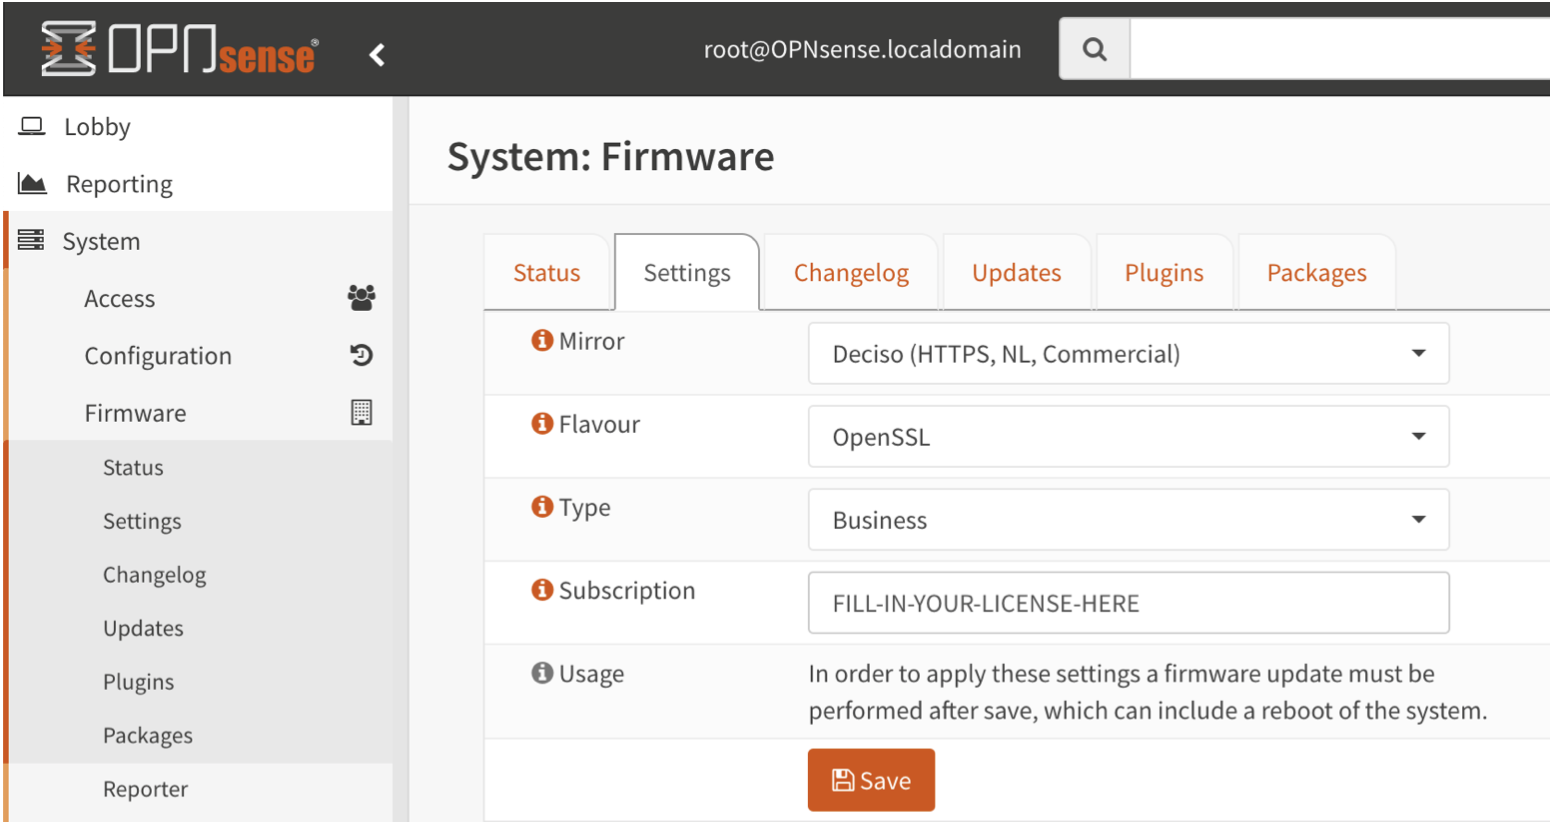 OPNsense®
root@OPNsense.localdomain
Lobby
Reporting
System
Access
Configuration
Firmware
Status
Settings
Changelog
Updates
Plugins
Packages
Reporter
System: Firmware
Status Settings Changelog Updates Plugins Packages
Mirror Deciso (HTTPS, NL, Commercial)
Flavour OpenSSL
Type Business
Subscription FILL-IN-YOUR-LICENSE-HERE
Usage In order to apply these settings a firmware update must be
performed after save, which can include a reboot of the system.
Save